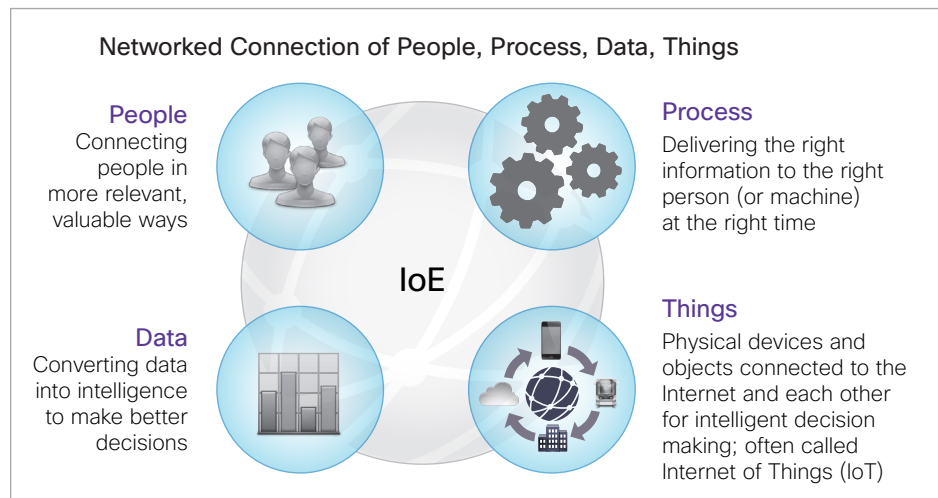 Networked Connection of People, Process, Data, Things
People
Connecting
people in
more relevant,
valuable ways
Process
Delivering the right
information to the right
person (or machine)
at the right time
IoE
Data
Converting data
into intelligence
to make better
decisions
Things
Physical devices and
objects connected to the
Internet and each other
for intelligent decision
making; often called
Internet of Things (IoT)